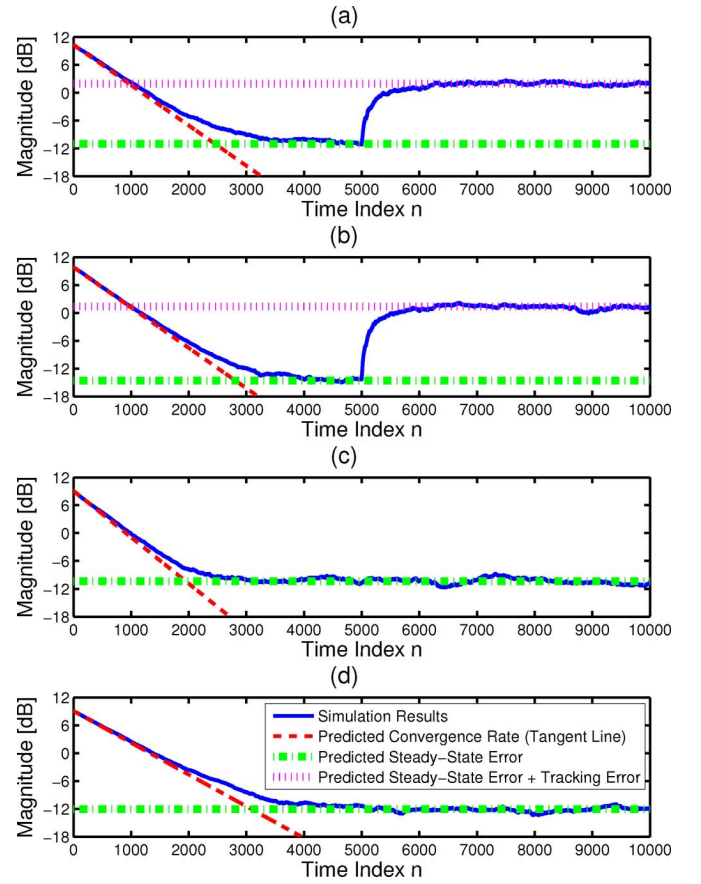 (a)
Magnitude [dB]
12
6
0
−6
−12
−18
0 1000 2000 3000 4000 5000 6000 7000 8000 9000 10000
Time Index n
(b)
Magnitude [dB]
12
6
0
−6
−12
−18
0 1000 2000 3000 4000 5000 6000 7000 8000 9000 10000
Time Index n
(c)
Magnitude [dB]
12
6
0
−6
−12
−18
0 1000 2000 3000 4000 5000 6000 7000 8000 9000 10000
Time Index n
(d)
Magnitude [dB]
12
6
0
−6
−12
−18
Simulation Results
Predicted Convergence Rate (Tangent Line)
Predicted Steady−State Error
Predicted Steady−State Error + Tracking Error
0 1000 2000 3000 4000 5000 6000 7000 8000 9000 10000
Time Index n